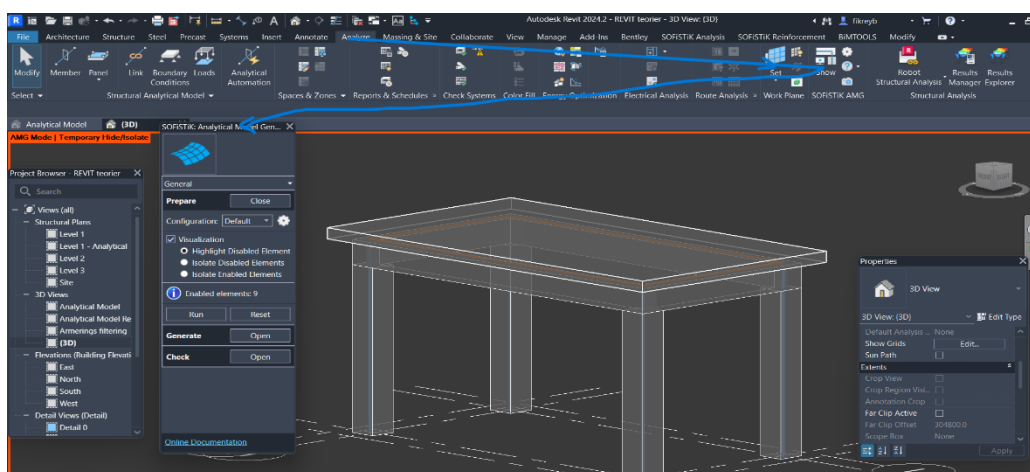 Autodesk Revit 2024.2 - REVIT teorier - 3D View: {3D}
fikreyb
File Architecture Structure Steel Precast Systems Insert Annotate Analyze Massing & Site Collaborate View Manage Add-Ins Bentley SOFiSTiK Analysis SOFiSTiK Reinforcement BiMTOOLS Modify
Modify Member Panel Link Boundary Conditions Loads Analytical Automation Set Show Robot Structural Analysis Results Manager Results Explorer
Select Structural Analytical Model Spaces & Zones Reports & Schedules Check Systems Color Fill Energy Optimization Electrical Analysis Route Analysis Work Plane SOFiSTiK AMG Structural Analysis
Analytical Model {3D}
AMG Mode | Temporary Hide/Isolate
SOFiSTiK: Analytical Model Gen...
General
Prepare Close
Configuration: Default
Visualization
Highlight Disabled Element
Isolate Disabled Elements
Isolate Enabled Elements
Enabled elements: 9
Run Reset
Generate Open
Check Open
Online Documentation
Project Browser - REVIT teorier
Search
Views (all)
Structural Plans
Level 1
Level 1 - Analytical
Level 2
Level 3
Site
3D Views
Analytical Model
Analytical Model Re
Armerings filtering
{3D}
Elevations (Building Elevati
East
North
South
West
Detail Views (Detail)
Detail 0
Properties
3D View
3D View: {3D} Edit Type
Default Analysis ... None
Show Grids Edit...
Sun Path
Extents
Crop View
Crop Region Visi...
Annotation Crop
Far Clip Active
Far Clip Offset 304800.0
Scope Box None
Apply